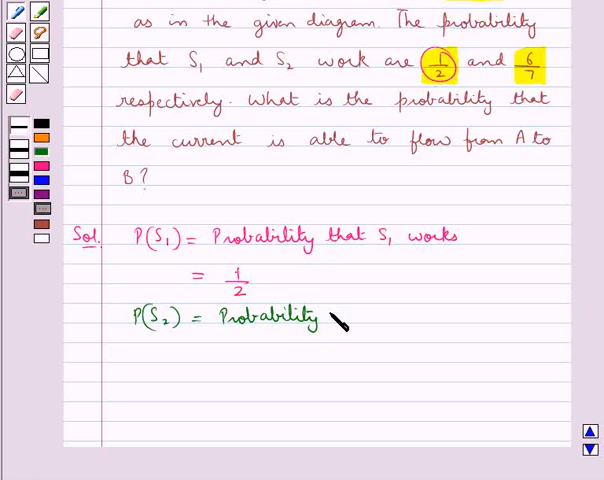 as in the given diagram. The probability
that S₁ and S₂ work are 1/2 and 6/7
respectively. What is the probability that
the current is able to flow from A to
B?
Sol. P(S₁) = Probability that S₁ works
= 1/2
P(S₂) = Probability